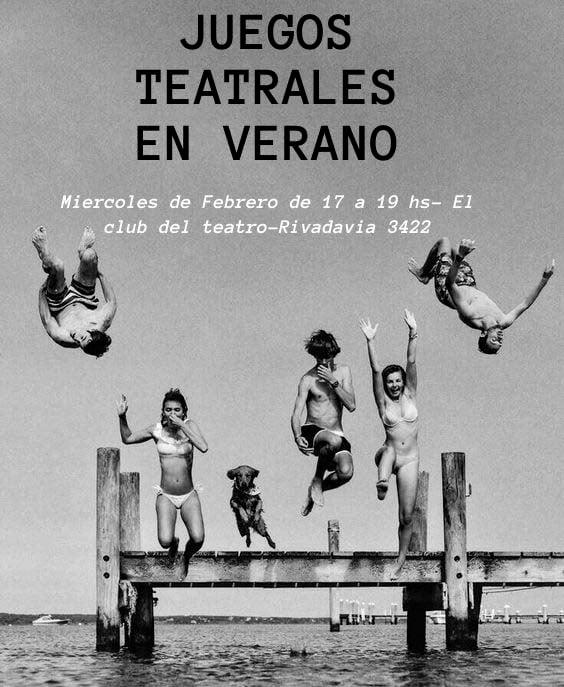 JUEGOS
TEATRALES
EN VERANO
Miercoles de Febrero de 17 a 19 hs- El
club del teatro-Rivadavia 3422